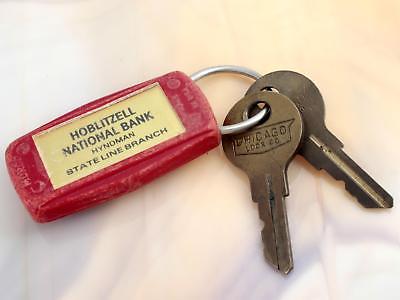 HOBLITZELL
NATIONAL BANK
HYNDMAN
STATE LINE BRANCH
CHICAGO
LOCK CO.